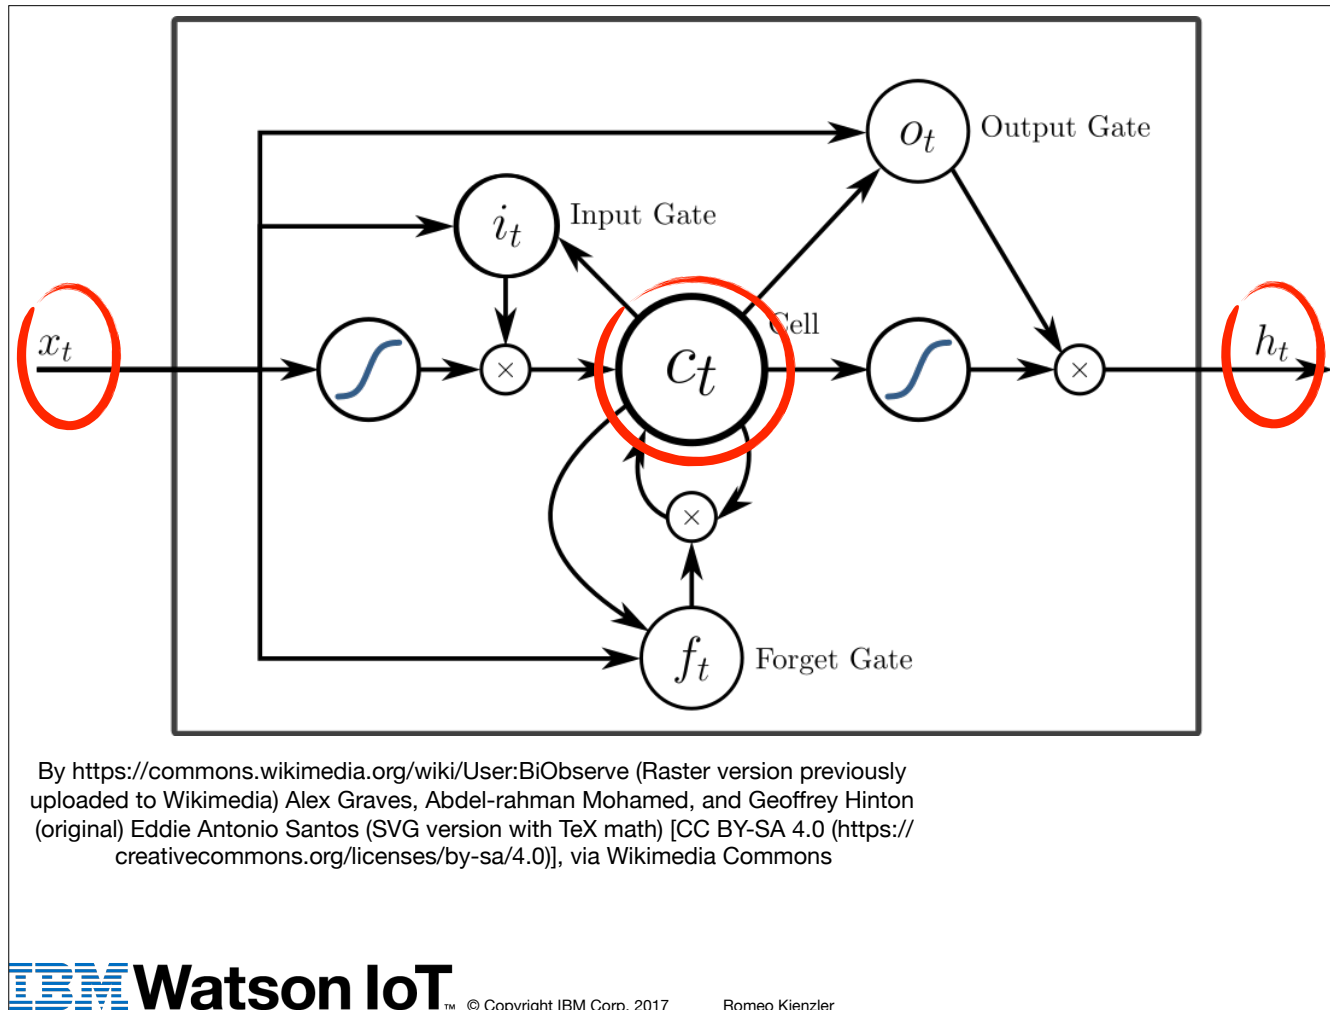 o_t Output Gate
i_t Input Gate
x_t
Cell
h_t
c_t
×
×
×
f_t Forget Gate
By https://commons.wikimedia.org/wiki/User:BiObserve (Raster version previously
uploaded to Wikimedia) Alex Graves, Abdel-rahman Mohamed, and Geoffrey Hinton
(original) Eddie Antonio Santos (SVG version with TeX math) [CC BY-SA 4.0 (https://
creativecommons.org/licenses/by-sa/4.0)], via Wikimedia Commons
IBM Watson IoT™ © Copyright IBM Corp. 2017 Romeo Kienzler